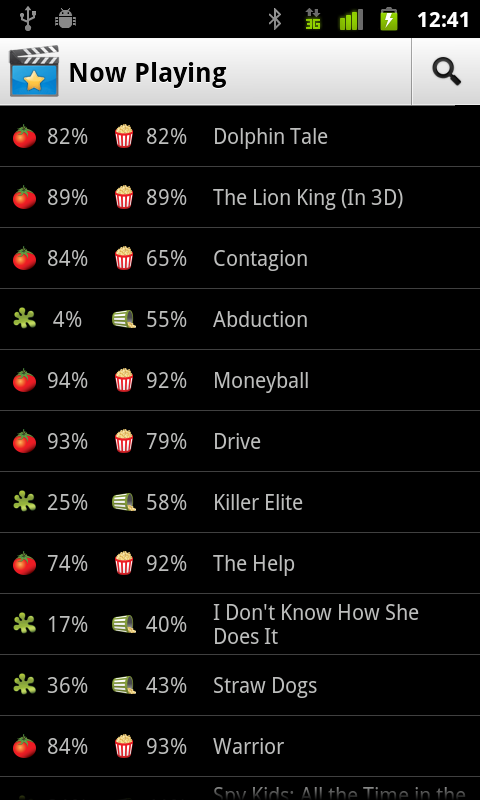 3G 12:41
Now Playing
82% 82% Dolphin Tale
89% 89% The Lion King (In 3D)
84% 65% Contagion
4% 55% Abduction
94% 92% Moneyball
93% 79% Drive
25% 58% Killer Elite
74% 92% The Help
17% 40% I Don't Know How She
Does It
36% 43% Straw Dogs
84% 93% Warrior
Spy Kids: All the Time in the